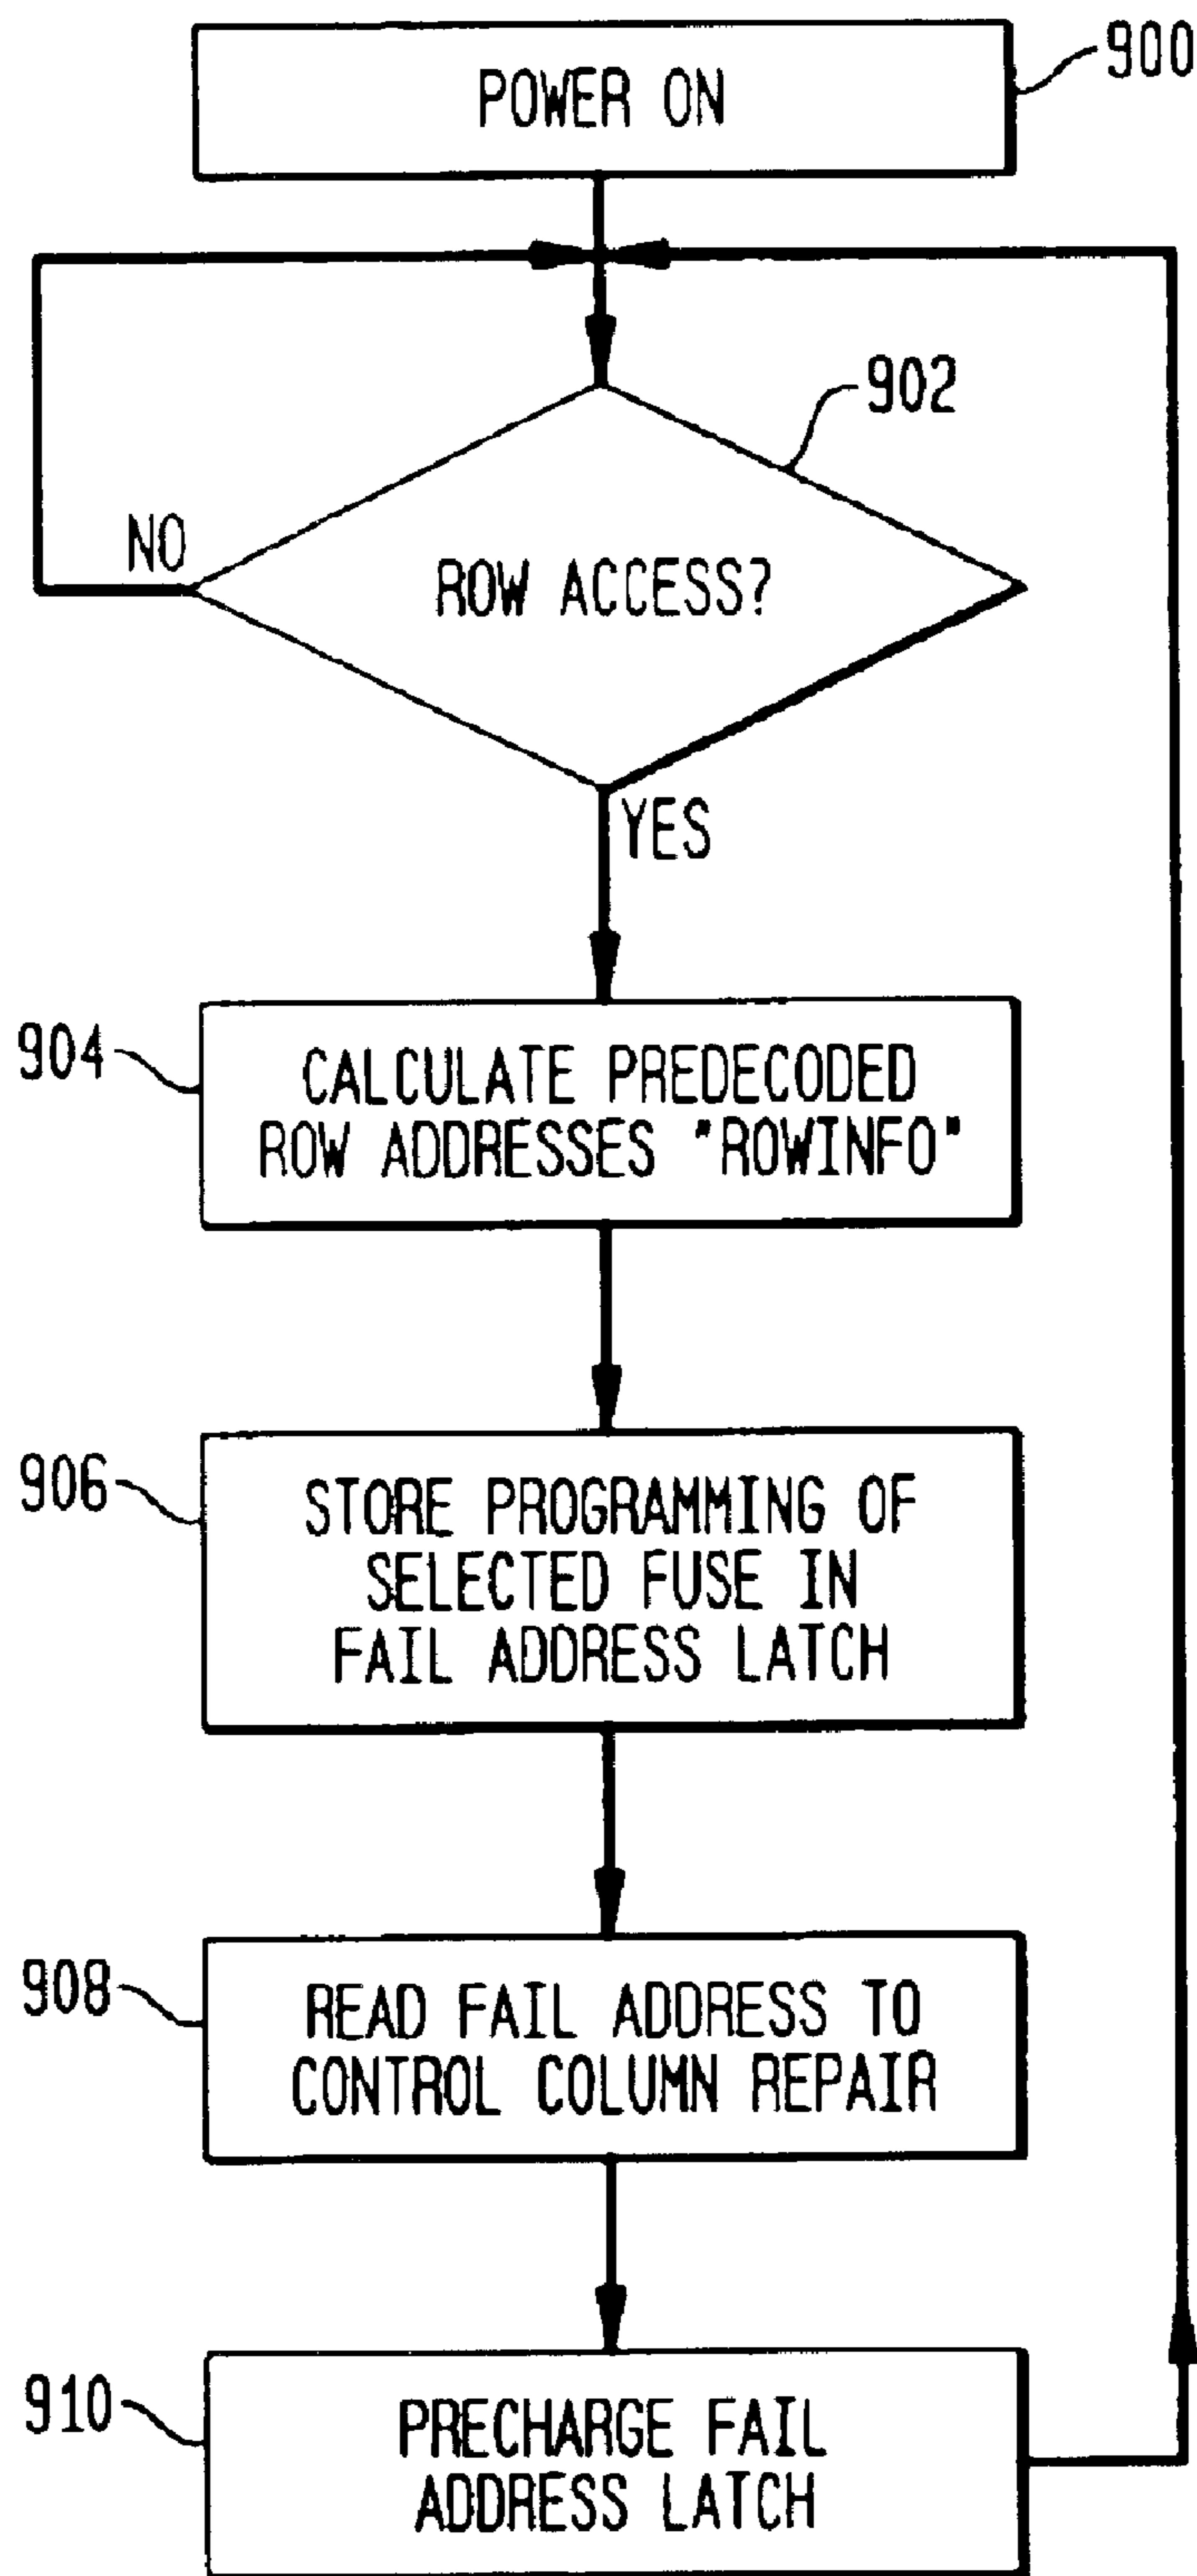 POWER ON
900
902
NO
ROW ACCESS?
YES
904
CALCULATE PREDECODED
ROW ADDRESSES "ROWINFO"
906
STORE PROGRAMMING OF
SELECTED FUSE IN
FAIL ADDRESS LATCH
908
READ FAIL ADDRESS TO
CONTROL COLUMN REPAIR
910
PRECHARGE FAIL
ADDRESS LATCH